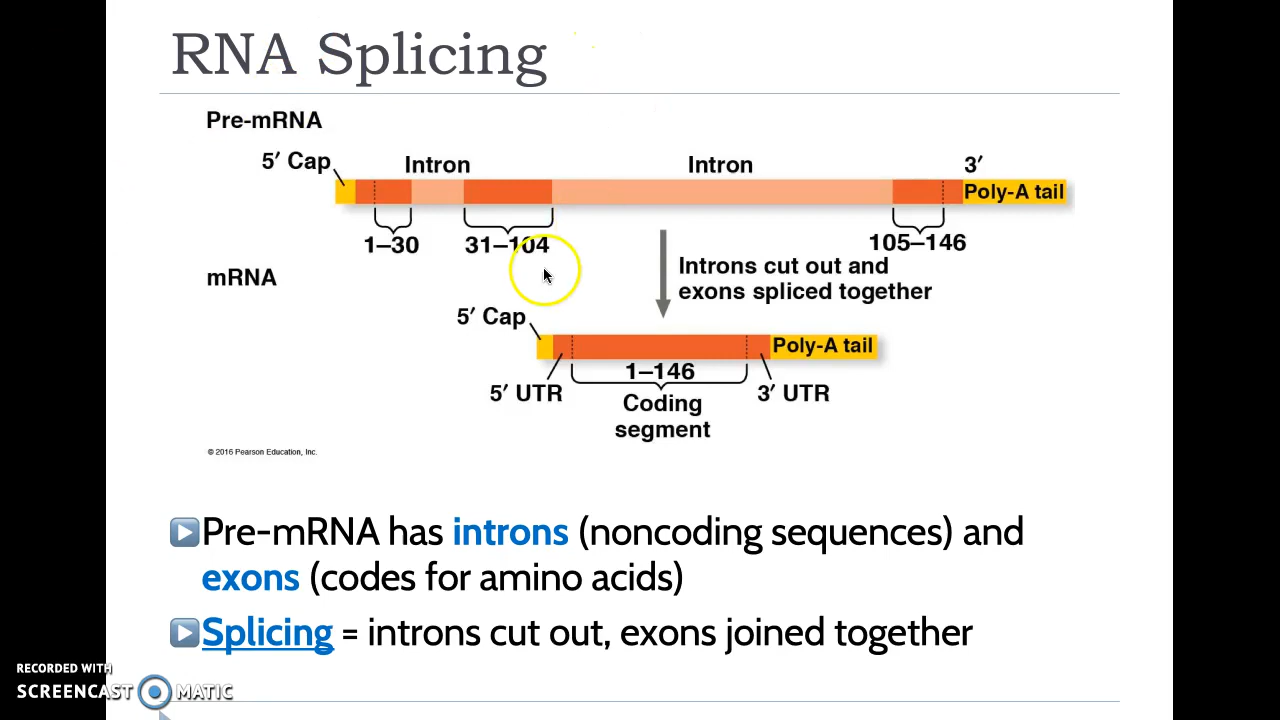 RNA Splicing
Pre-mRNA
5′ Cap
Intron
Intron
3′
Poly-A tail
1–30
31–104
105–146
mRNA
Introns cut out and
exons spliced together
5′ Cap
Poly-A tail
1–146
5′ UTR
3′ UTR
Coding
segment
© 2016 Pearson Education, Inc.
Pre-mRNA has introns (noncoding sequences) and
exons (codes for amino acids)
Splicing = introns cut out, exons joined together
RECORDED WITH
SCREENCAST MATIC